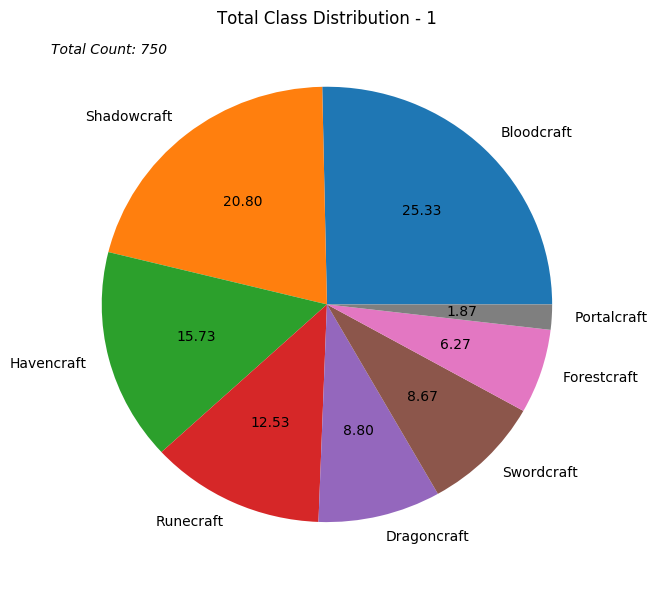 Total Class Distribution - 1
Total Count: 750
Shadowcraft
Bloodcraft
20.80
25.33
Portalcraft
1.87
15.73
6.27
Havencraft
Forestcraft
8.67
12.53
8.80
Swordcraft
Runecraft
Dragoncraft